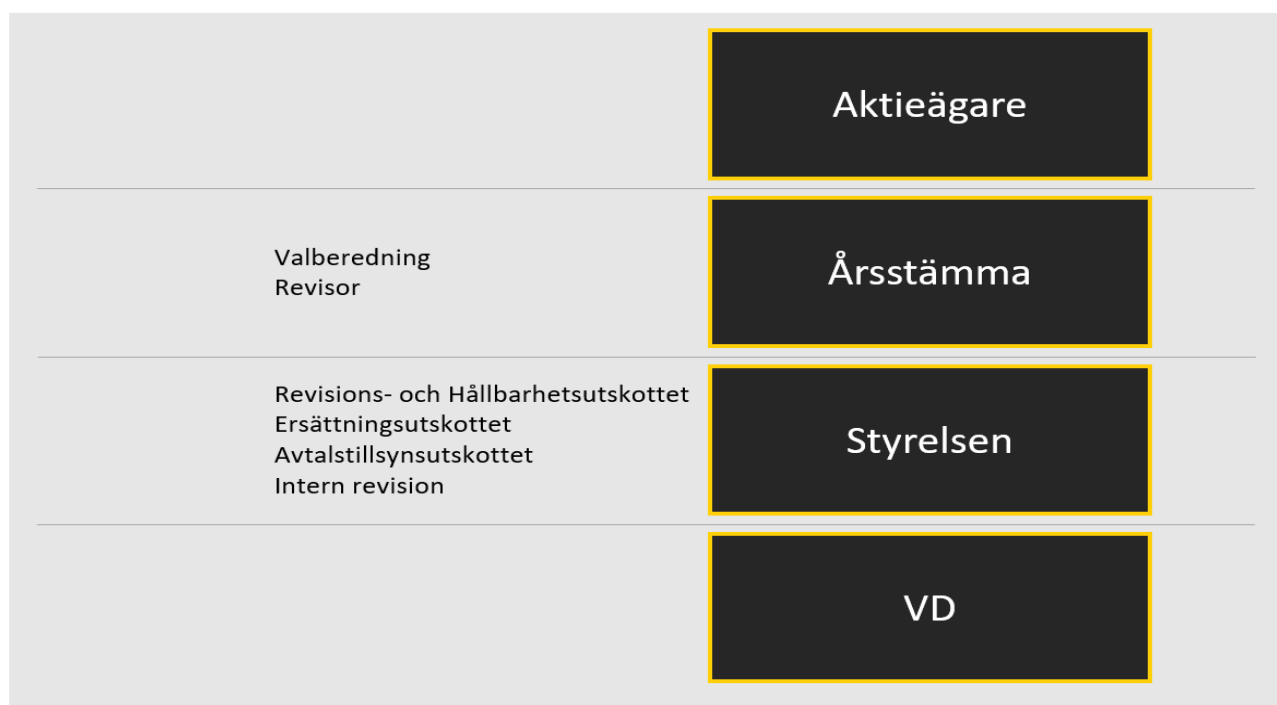 Aktieägare
Valberedning
Revisor
Årsstämma
Revisions- och Hållbarhetsutskottet
Ersättningsutskottet
Avtalstillsynsutskottet
Intern revision
Styrelsen
VD